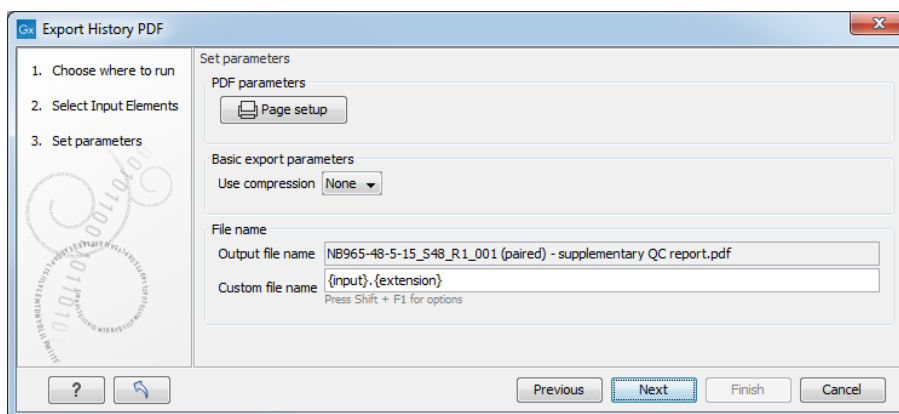 Gx Export History PDF
X
1. Choose where to run
2. Select Input Elements
3. Set parameters
Set parameters
PDF parameters
Page setup
Basic export parameters
Use compression None
File name
Output file name NB965-48-5-15_S48_R1_001 (paired) - supplementary QC report.pdf
Custom file name {input}.{extension}
Press Shift + F1 for options
? Previous Next Finish Cancel